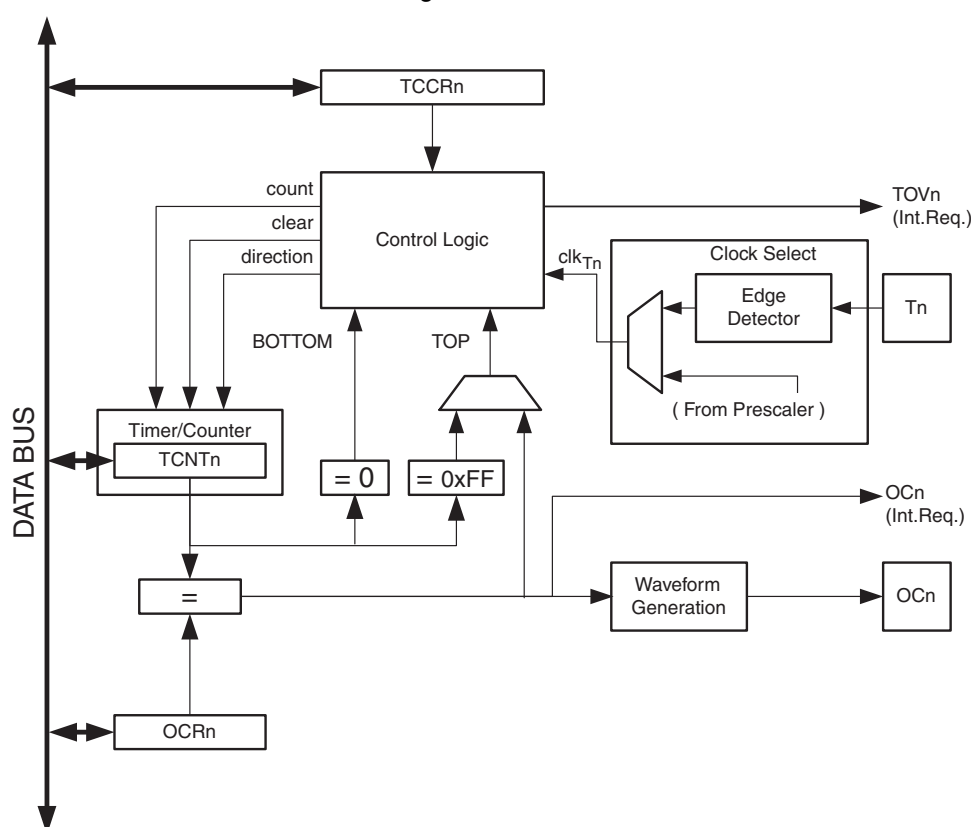 TCCRn
count
clear
direction
Control Logic
TOVn
(Int.Req.)
clkTn
Clock Select
Edge
Detector
Tn
( From Prescaler )
BOTTOM
TOP
DATA BUS
Timer/Counter
TCNTn
= 0
= 0xFF
OCn
(Int.Req.)
=
Waveform
Generation
OCn
OCRn